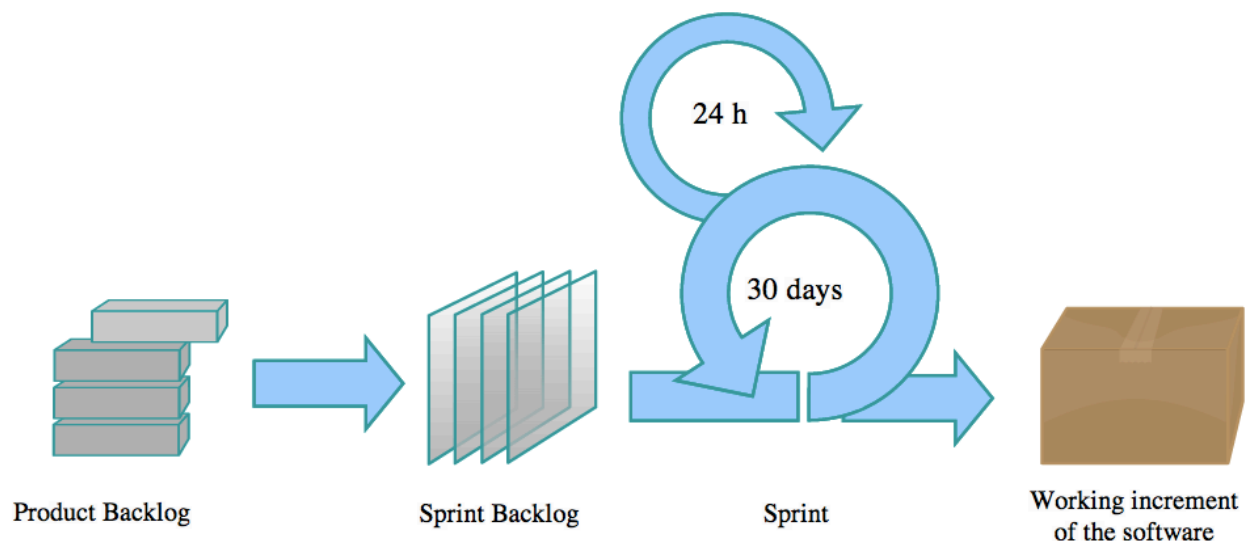 24 h
30 days
Product Backlog
Sprint Backlog
Sprint
Working increment
of the software